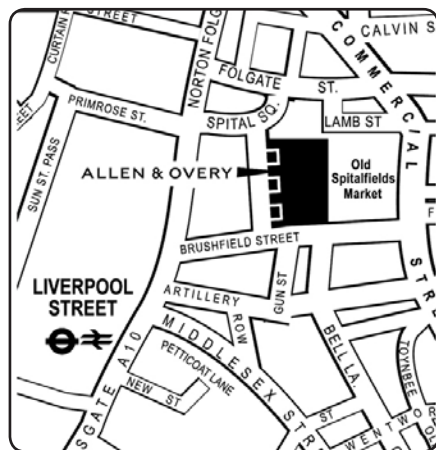 STREET
CURTAIN
NORTON FOLG
COMMERCIAL
CALVIN S
FOLGATE
ST.
PRIMROSE ST.
SPITAL SQ.
LAMB ST
SUN ST. PASS
ALLEN & OVERY
Old
Spitalfields
Market
BRUSHFIELD STREET
LIVERPOOL
STREET
ARTILLERY
ROW
GUN ST
STRE
A10
SGATE
MIDDLESEX STR
PETTICOAT LANE
NEW ST
BELL LA.
TOYNBEE
ST
WENTWOR